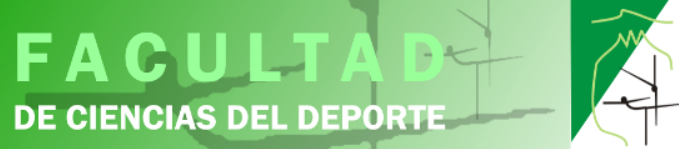 FACULTAD
DE CIENCIAS DEL DEPORTE